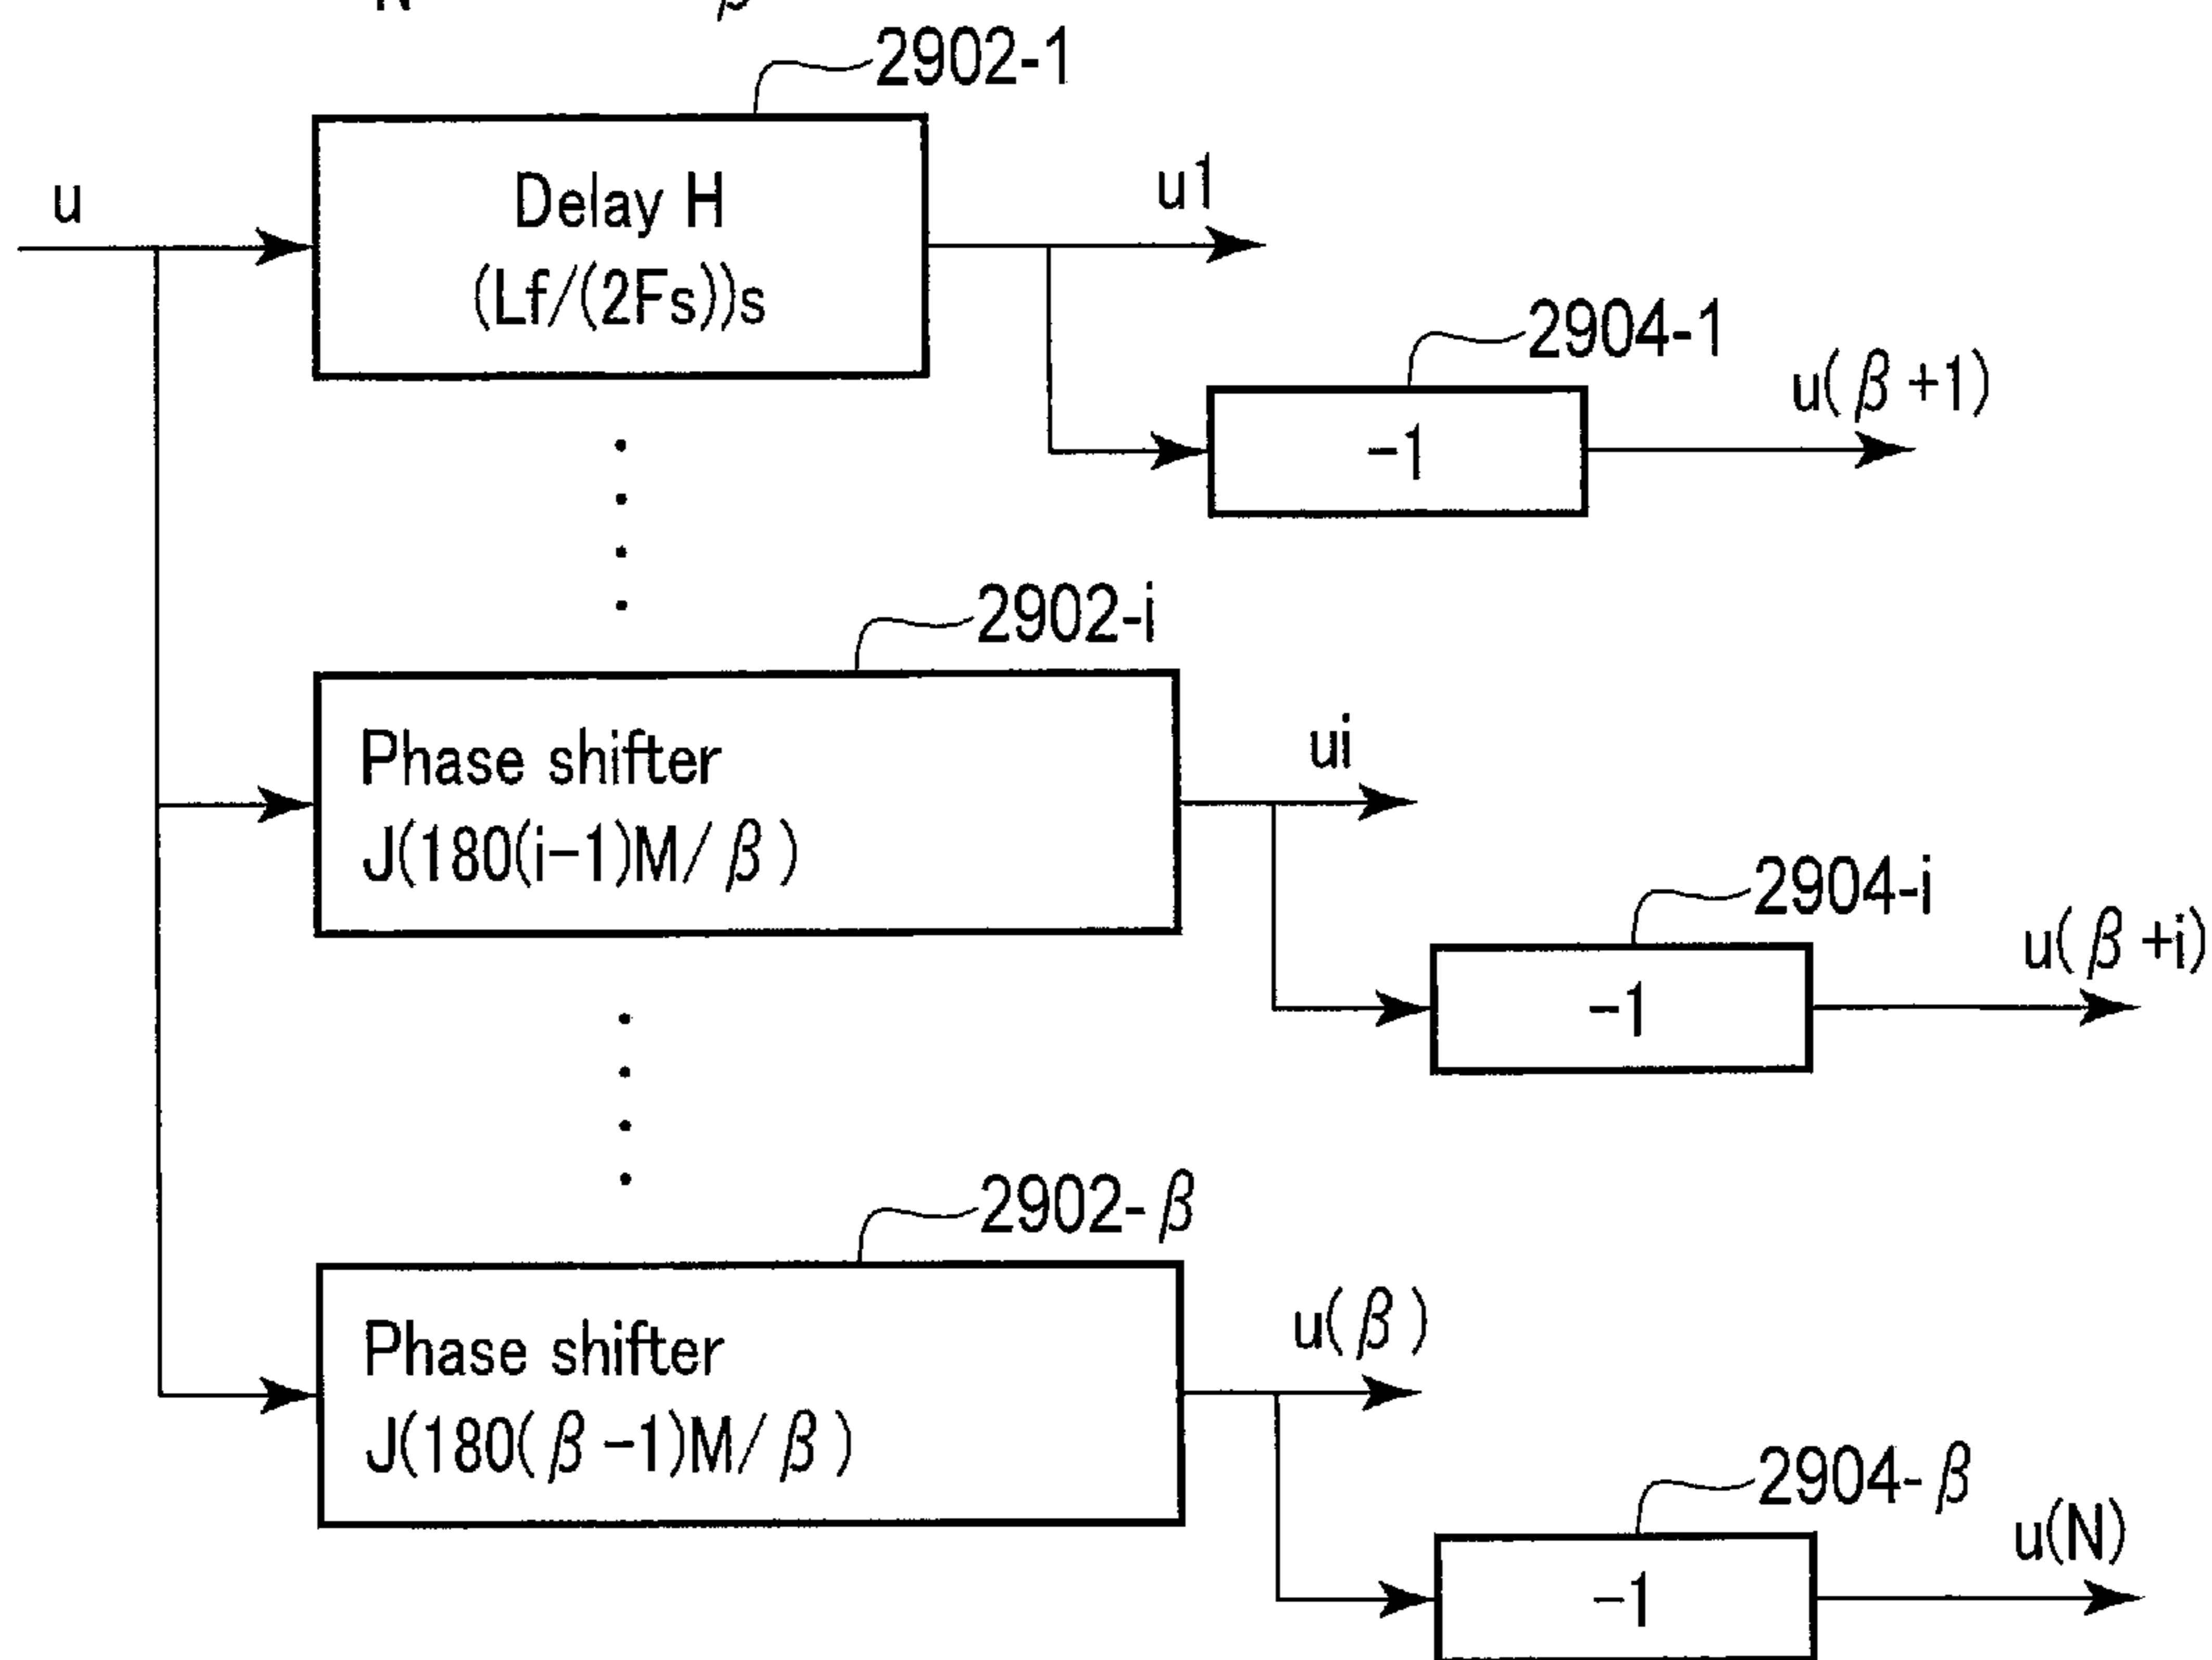 2902-1
u
Delay H
(Lf/(2Fs))s
u1
2904-1
-1
u(β+1)
2902-i
Phase shifter
J(180(i-1)M/β)
ui
2904-i
-1
u(β+i)
2902-β
Phase shifter
J(180(β-1)M/β)
u(β)
2904-β
-1
u(N)